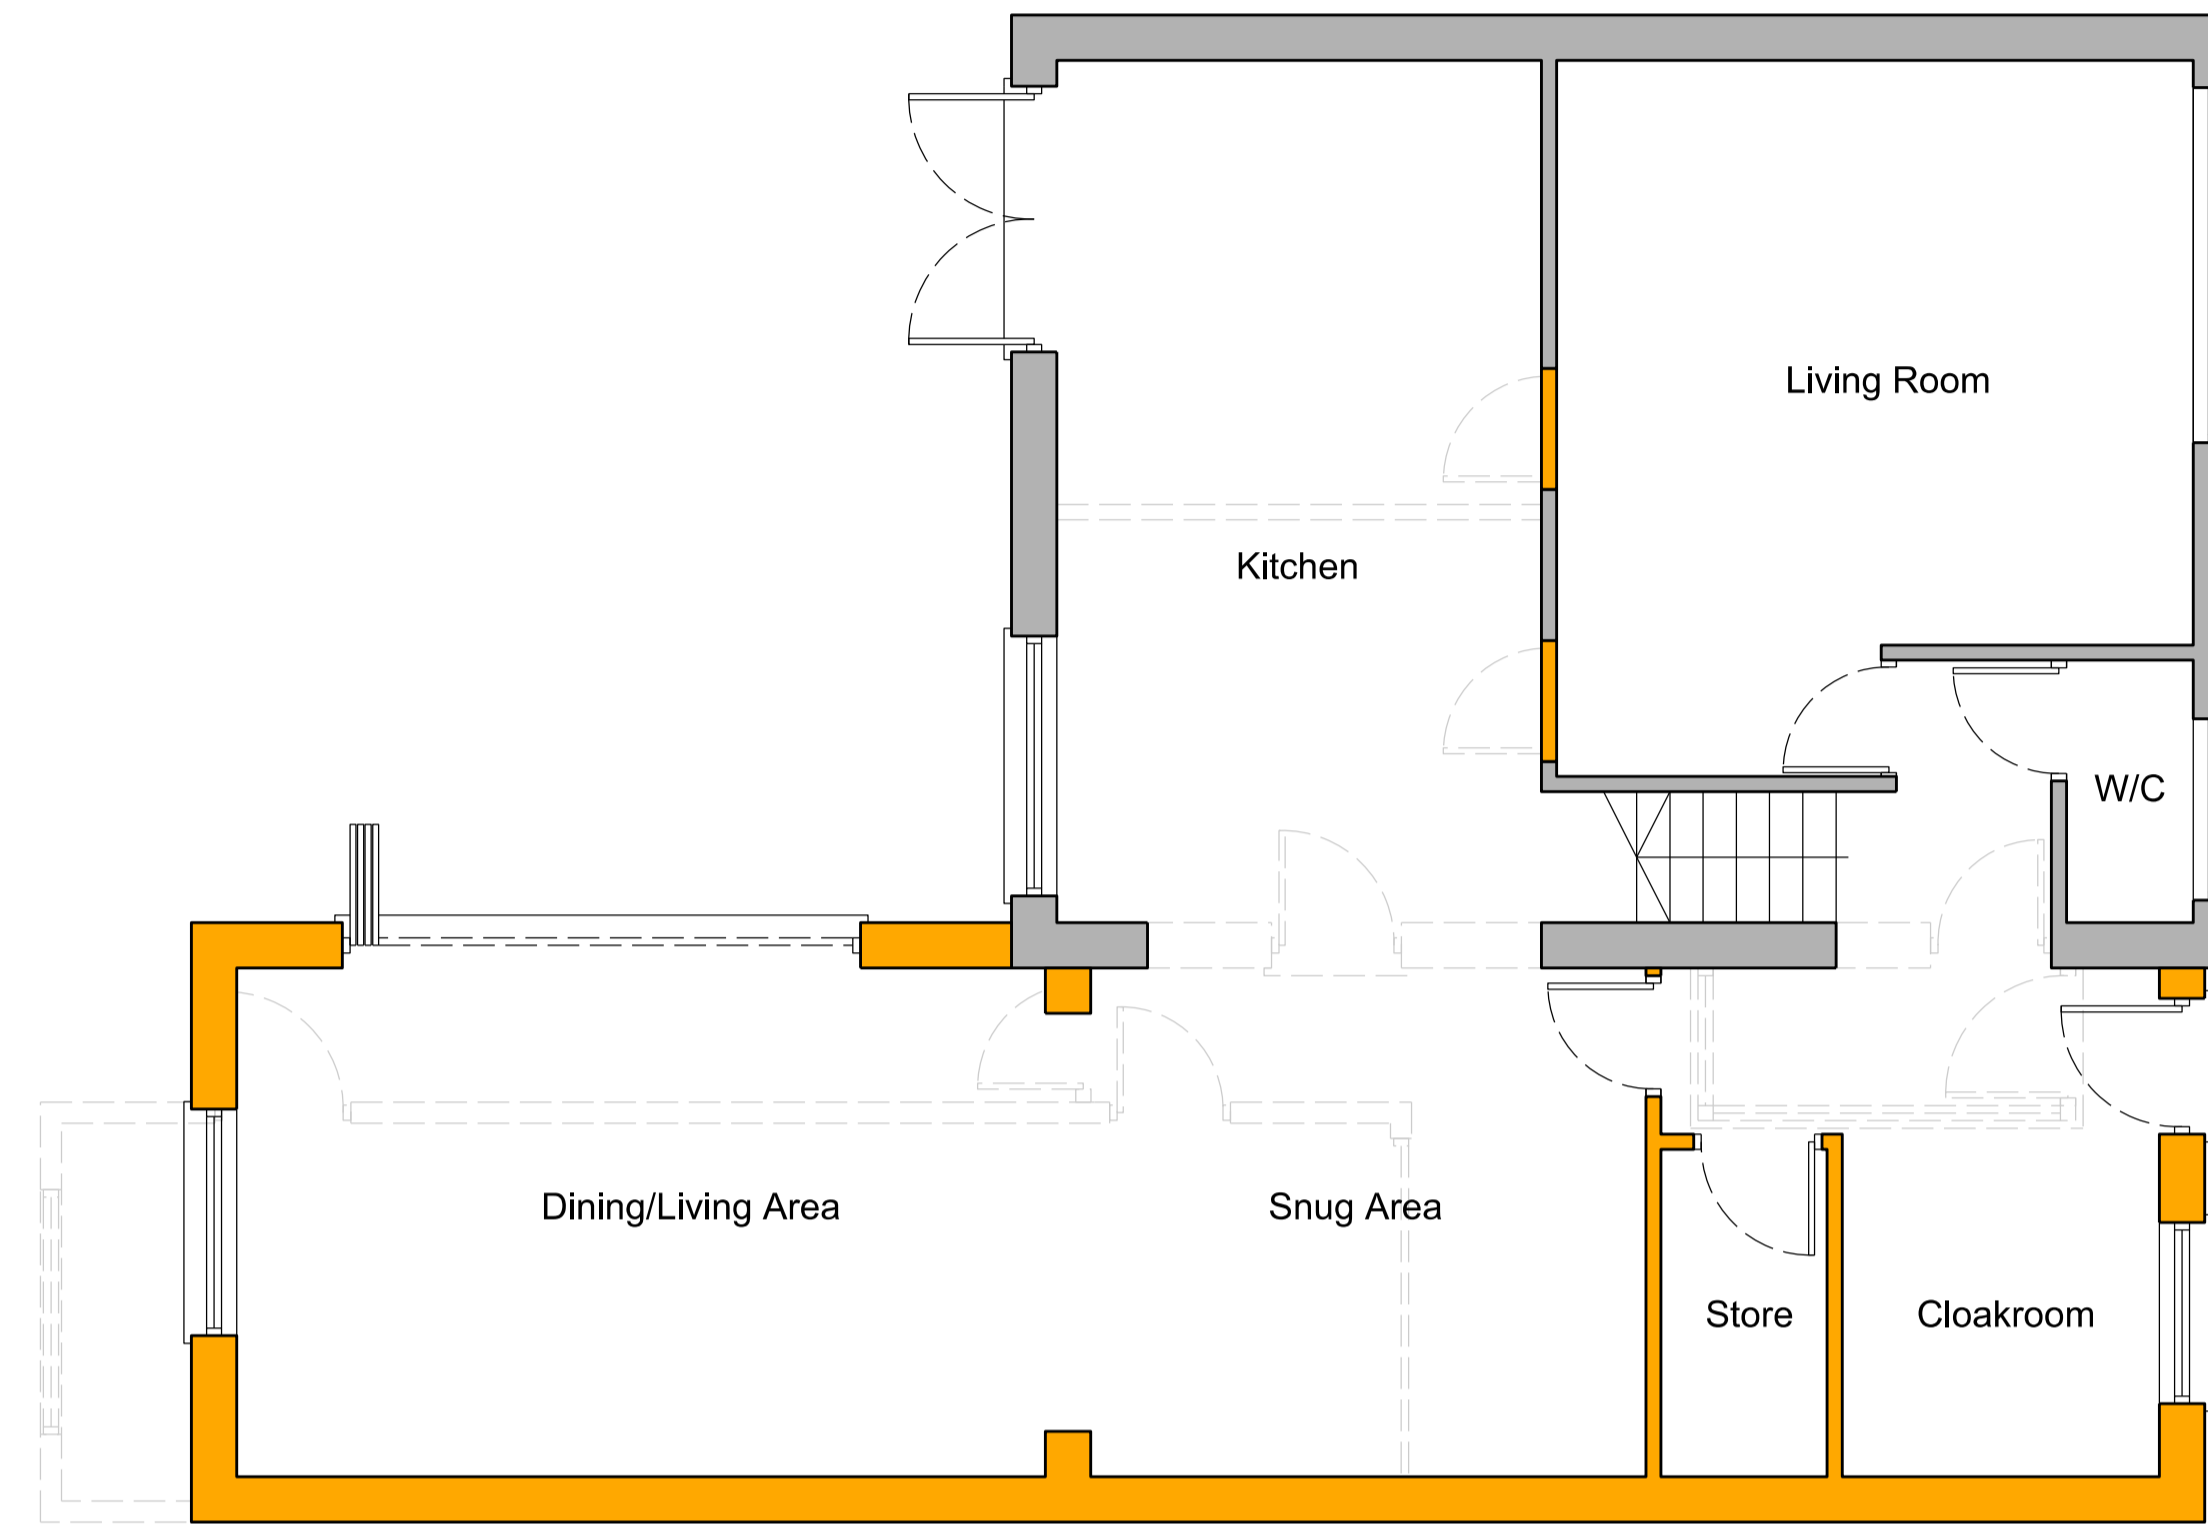 Living Room
Kitchen
W/C
Dining/Living Area
Snug Area
Store
Cloakroom